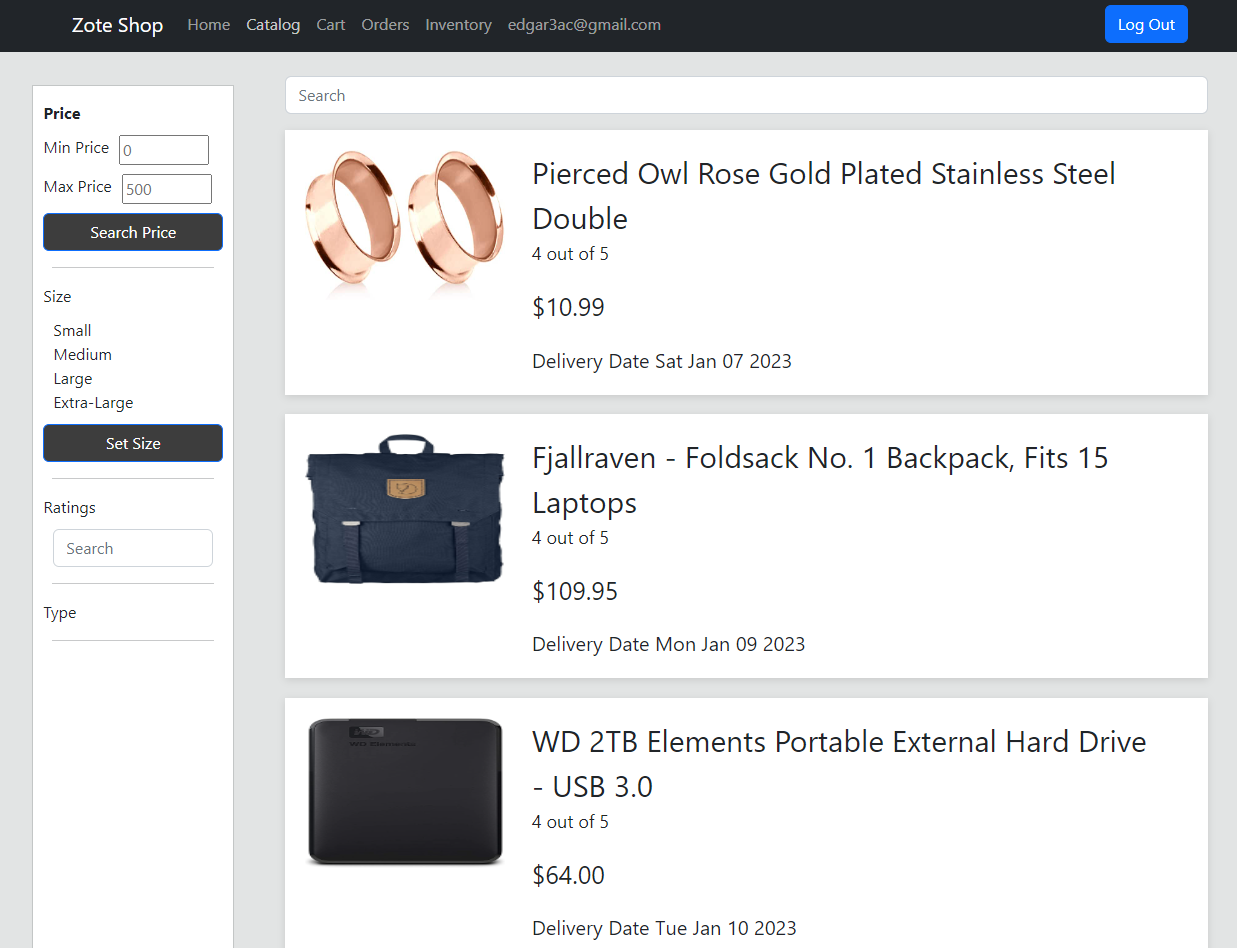 Zote Shop Home Catalog Cart Orders Inventory edgar3ac@gmail.com Log Out
Price
Min Price 0
Max Price 500
Search Price
Size
Small
Medium
Large
Extra-Large
Set Size
Ratings
Search
Type
Search
Pierced Owl Rose Gold Plated Stainless Steel
Double
4 out of 5
$10.99
Delivery Date Sat Jan 07 2023
Fjallraven - Foldsack No. 1 Backpack, Fits 15
Laptops
4 out of 5
$109.95
Delivery Date Mon Jan 09 2023
WD
WD Elements
WD 2TB Elements Portable External Hard Drive
- USB 3.0
4 out of 5
$64.00
Delivery Date Tue Jan 10 2023